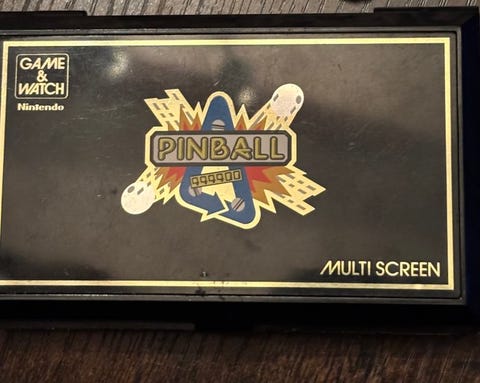 GAME
&
WATCH
Nintendo
PINBALL
MULTI SCREEN